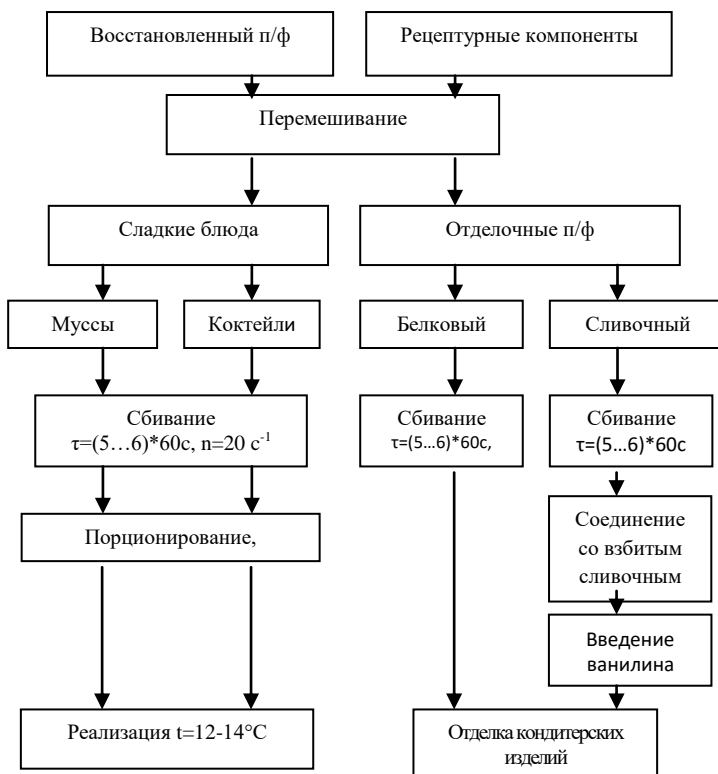 Восстановленный п/ф
Рецептурные компоненты
Перемешивание
Сладкие блюда
Отделочные п/ф
Муссы
Коктейли
Белковый
Сливочный
Сбивание
τ=(5…6)*60с, n=20 с⁻¹
Сбивание
τ=(5…6)*60с,
Сбивание
τ=(5…6)*60с
Порционирование,
Соединение
со взбитым
сливочным
Введение
ванилина
Реализация t=12-14°С
Отделка кондитерских
изделий